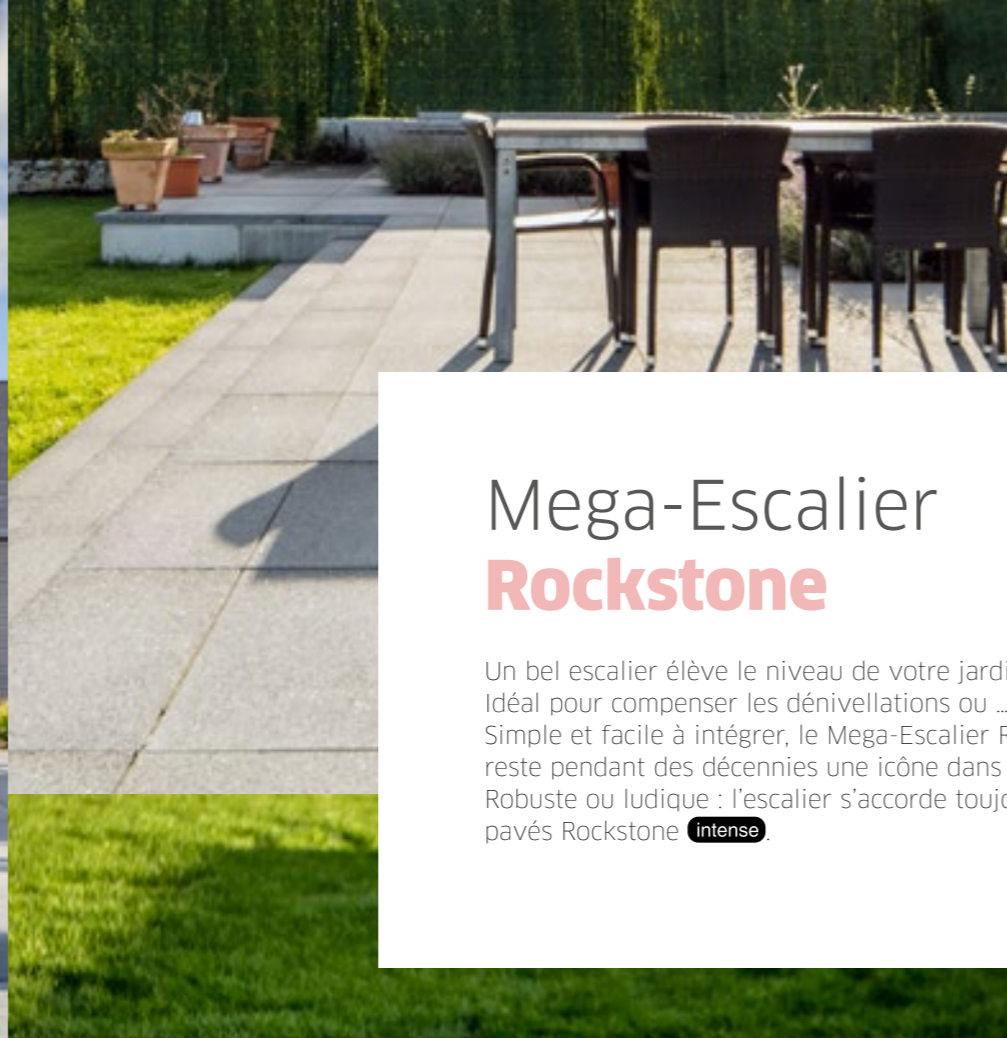 Mega-Escalier
Rockstone
Un bel escalier élève le niveau de votre
Idéal pour compenser les dénivellations ou ...
Simple et facile à intégrer, le Mega-Escalier
reste pendant des décennies une icône dans
Robuste ou ludique : l’escalier s’accorde
pavés Rockstone intense.